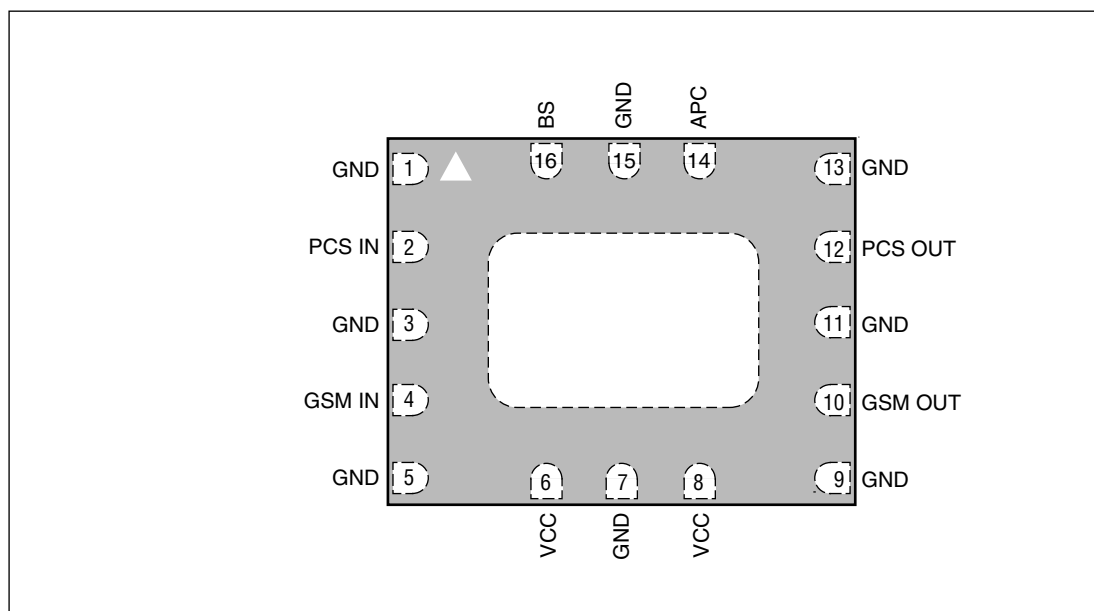 BS GND APC
16 15 14
GND 1 13 GND
PCS IN 2 12 PCS OUT
GND 3 11 GND
GSM IN 4 10 GSM OUT
GND 5 9 GND
6 7 8
VCC GND VCC